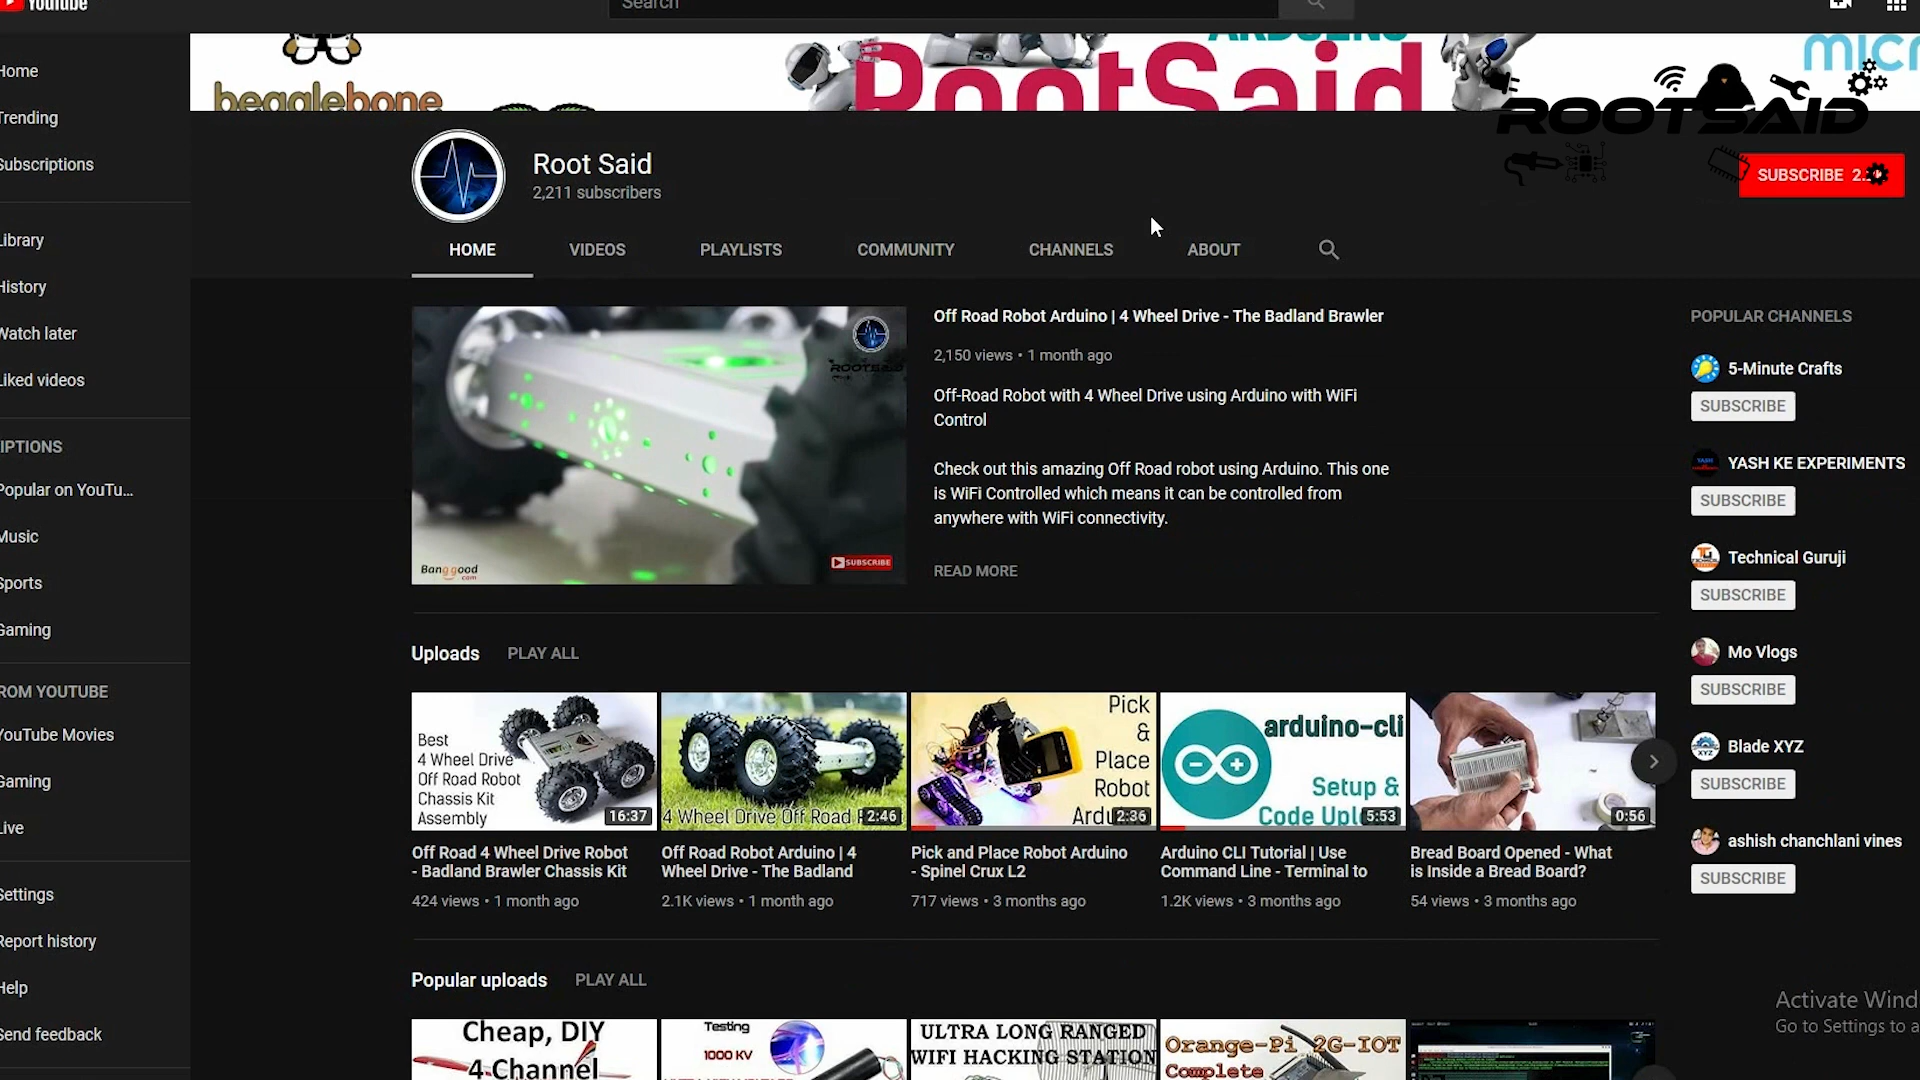 YouTube
Search
ARDUINO
beaglebone
RootSaid
ROOTSAID
Home
Trending
Subscriptions
Library
History
Watch later
Liked videos
IPTIONS
Popular on YouTu...
Music
Sports
Gaming
ROM YOUTUBE
YouTube Movies
Gaming
Live
Settings
Report history
Help
Send feedback
Root Said
2,211 subscribers
SUBSCRIBE 2.
HOME VIDEOS PLAYLISTS COMMUNITY CHANNELS ABOUT
ROOTSAID
Banggood
.com
SUBSCRIBE
Off Road Robot Arduino | 4 Wheel Drive - The Badland Brawler
2,150 views • 1 month ago
Off-Road Robot with 4 Wheel Drive using Arduino with WiFi
Control
Check out this amazing Off Road robot using Arduino. This one
is WiFi Controlled which means it can be controlled from
anywhere with WiFi connectivity.
READ MORE
Uploads PLAY ALL
Best
4 Wheel Drive
Off Road Robot
Chassis Kit
Assembly
16:37
Off Road 4 Wheel Drive Robot
- Badland Brawler Chassis Kit
424 views • 1 month ago
4 Wheel Drive Off Road
2:46
Off Road Robot Arduino | 4
Wheel Drive - The Badland
2.1K views • 1 month ago
Pick
&
Place
Robot
Ardu
2:36
Pick and Place Robot Arduino
- Spinel Crux L2
717 views • 3 months ago
arduino-cli
Setup &
Code Uplo
5:53
Arduino CLI Tutorial | Use
Command Line - Terminal to
1.2K views • 3 months ago
0:56
Bread Board Opened - What
is Inside a Bread Board?
54 views • 3 months ago
Popular uploads PLAY ALL
Cheap, DIY
4 Channel
Testing
1000 KV
ULTRA LONG RANGED
WIFI HACKING STATION
Orange-Pi 2G-IOT
Complete
POPULAR CHANNELS
5-Minute Crafts
SUBSCRIBE
YASH KE EXPERIMENTS
SUBSCRIBE
Technical Guruji
SUBSCRIBE
Mo Vlogs
SUBSCRIBE
XYZ
Blade XYZ
SUBSCRIBE
ashish chanchlani vines
SUBSCRIBE
Activate Wind
Go to Settings to a